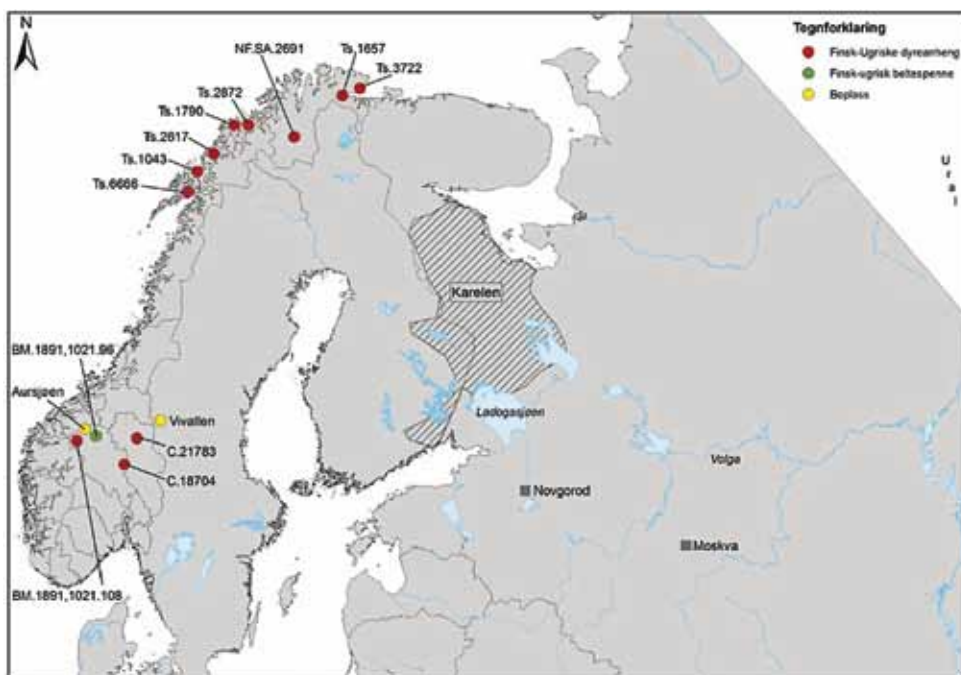 N
Tegnforklaring
Finsk-Ugriske dyreanheng
Finsk-ugrisk beltespenne
Boplass
NF.SA.2691
Ts.1657
Ts.3722
Ts.2872
Ts.1790
Ts.2617
Ts.1043
Ts.6666
Ural
Karelen
BM.1891,1021.96
Aursjøen
Vivallen
C.21783
C.18704
Ladogasjøen
Volga
Novgorod
Moskva
BM.1891,1021.108